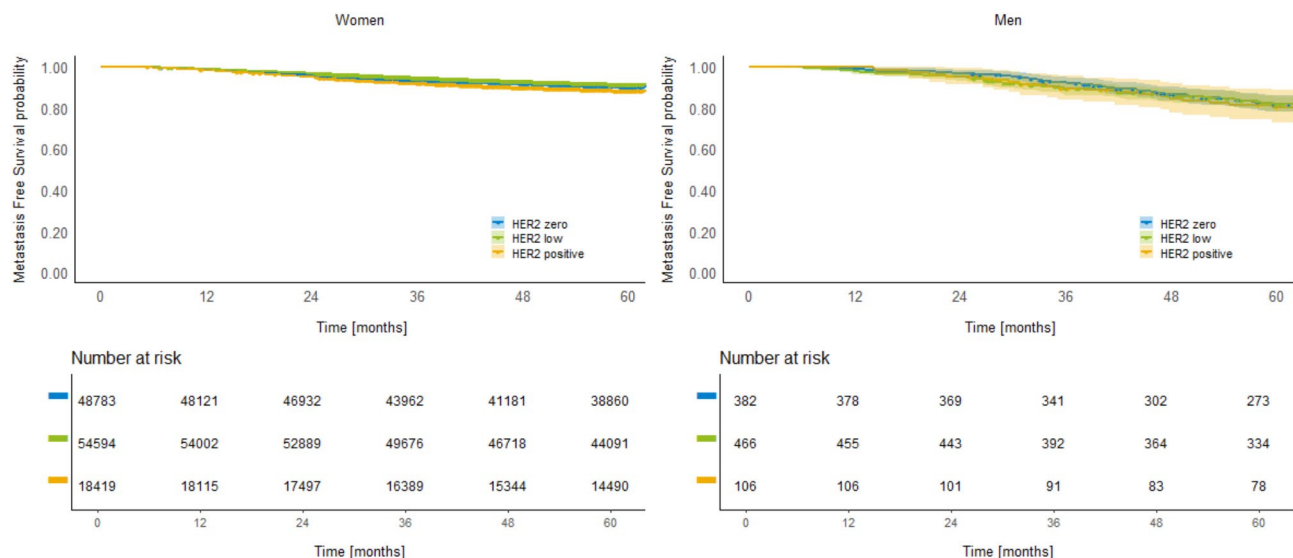 Women
Metastasis Free Survival probability
1.00
0.80
0.60
0.40
0.20
0.00
HER2 zero
HER2 low
HER2 positive
0 12 24 36 48 60
Time [months]
Number at risk
48783 48121 46932 43962 41181 38860
54594 54002 52889 49676 46718 44091
18419 18115 17497 16389 15344 14490
0 12 24 36 48 60
Time [months]
Men
Metastasis Free Survival probability
1.00
0.80
0.60
0.40
0.20
0.00
HER2 zero
HER2 low
HER2 positive
0 12 24 36 48 60
Time [months]
Number at risk
382 378 369 341 302 273
466 455 443 392 364 334
106 106 101 91 83 78
0 12 24 36 48 60
Time [months]